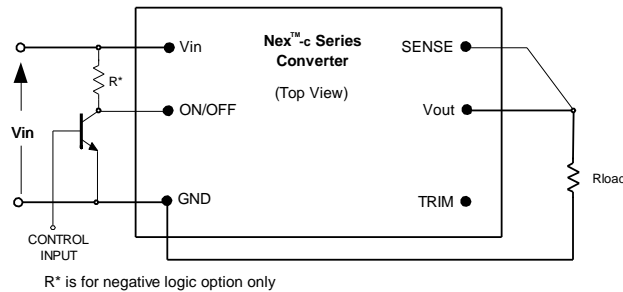 Nex™-c Series
Converter
(Top View)
Vin
SENSE
R*
ON/OFF
Vout
Vin
Rload
GND
TRIM
CONTROL
INPUT
R* is for negative logic option only